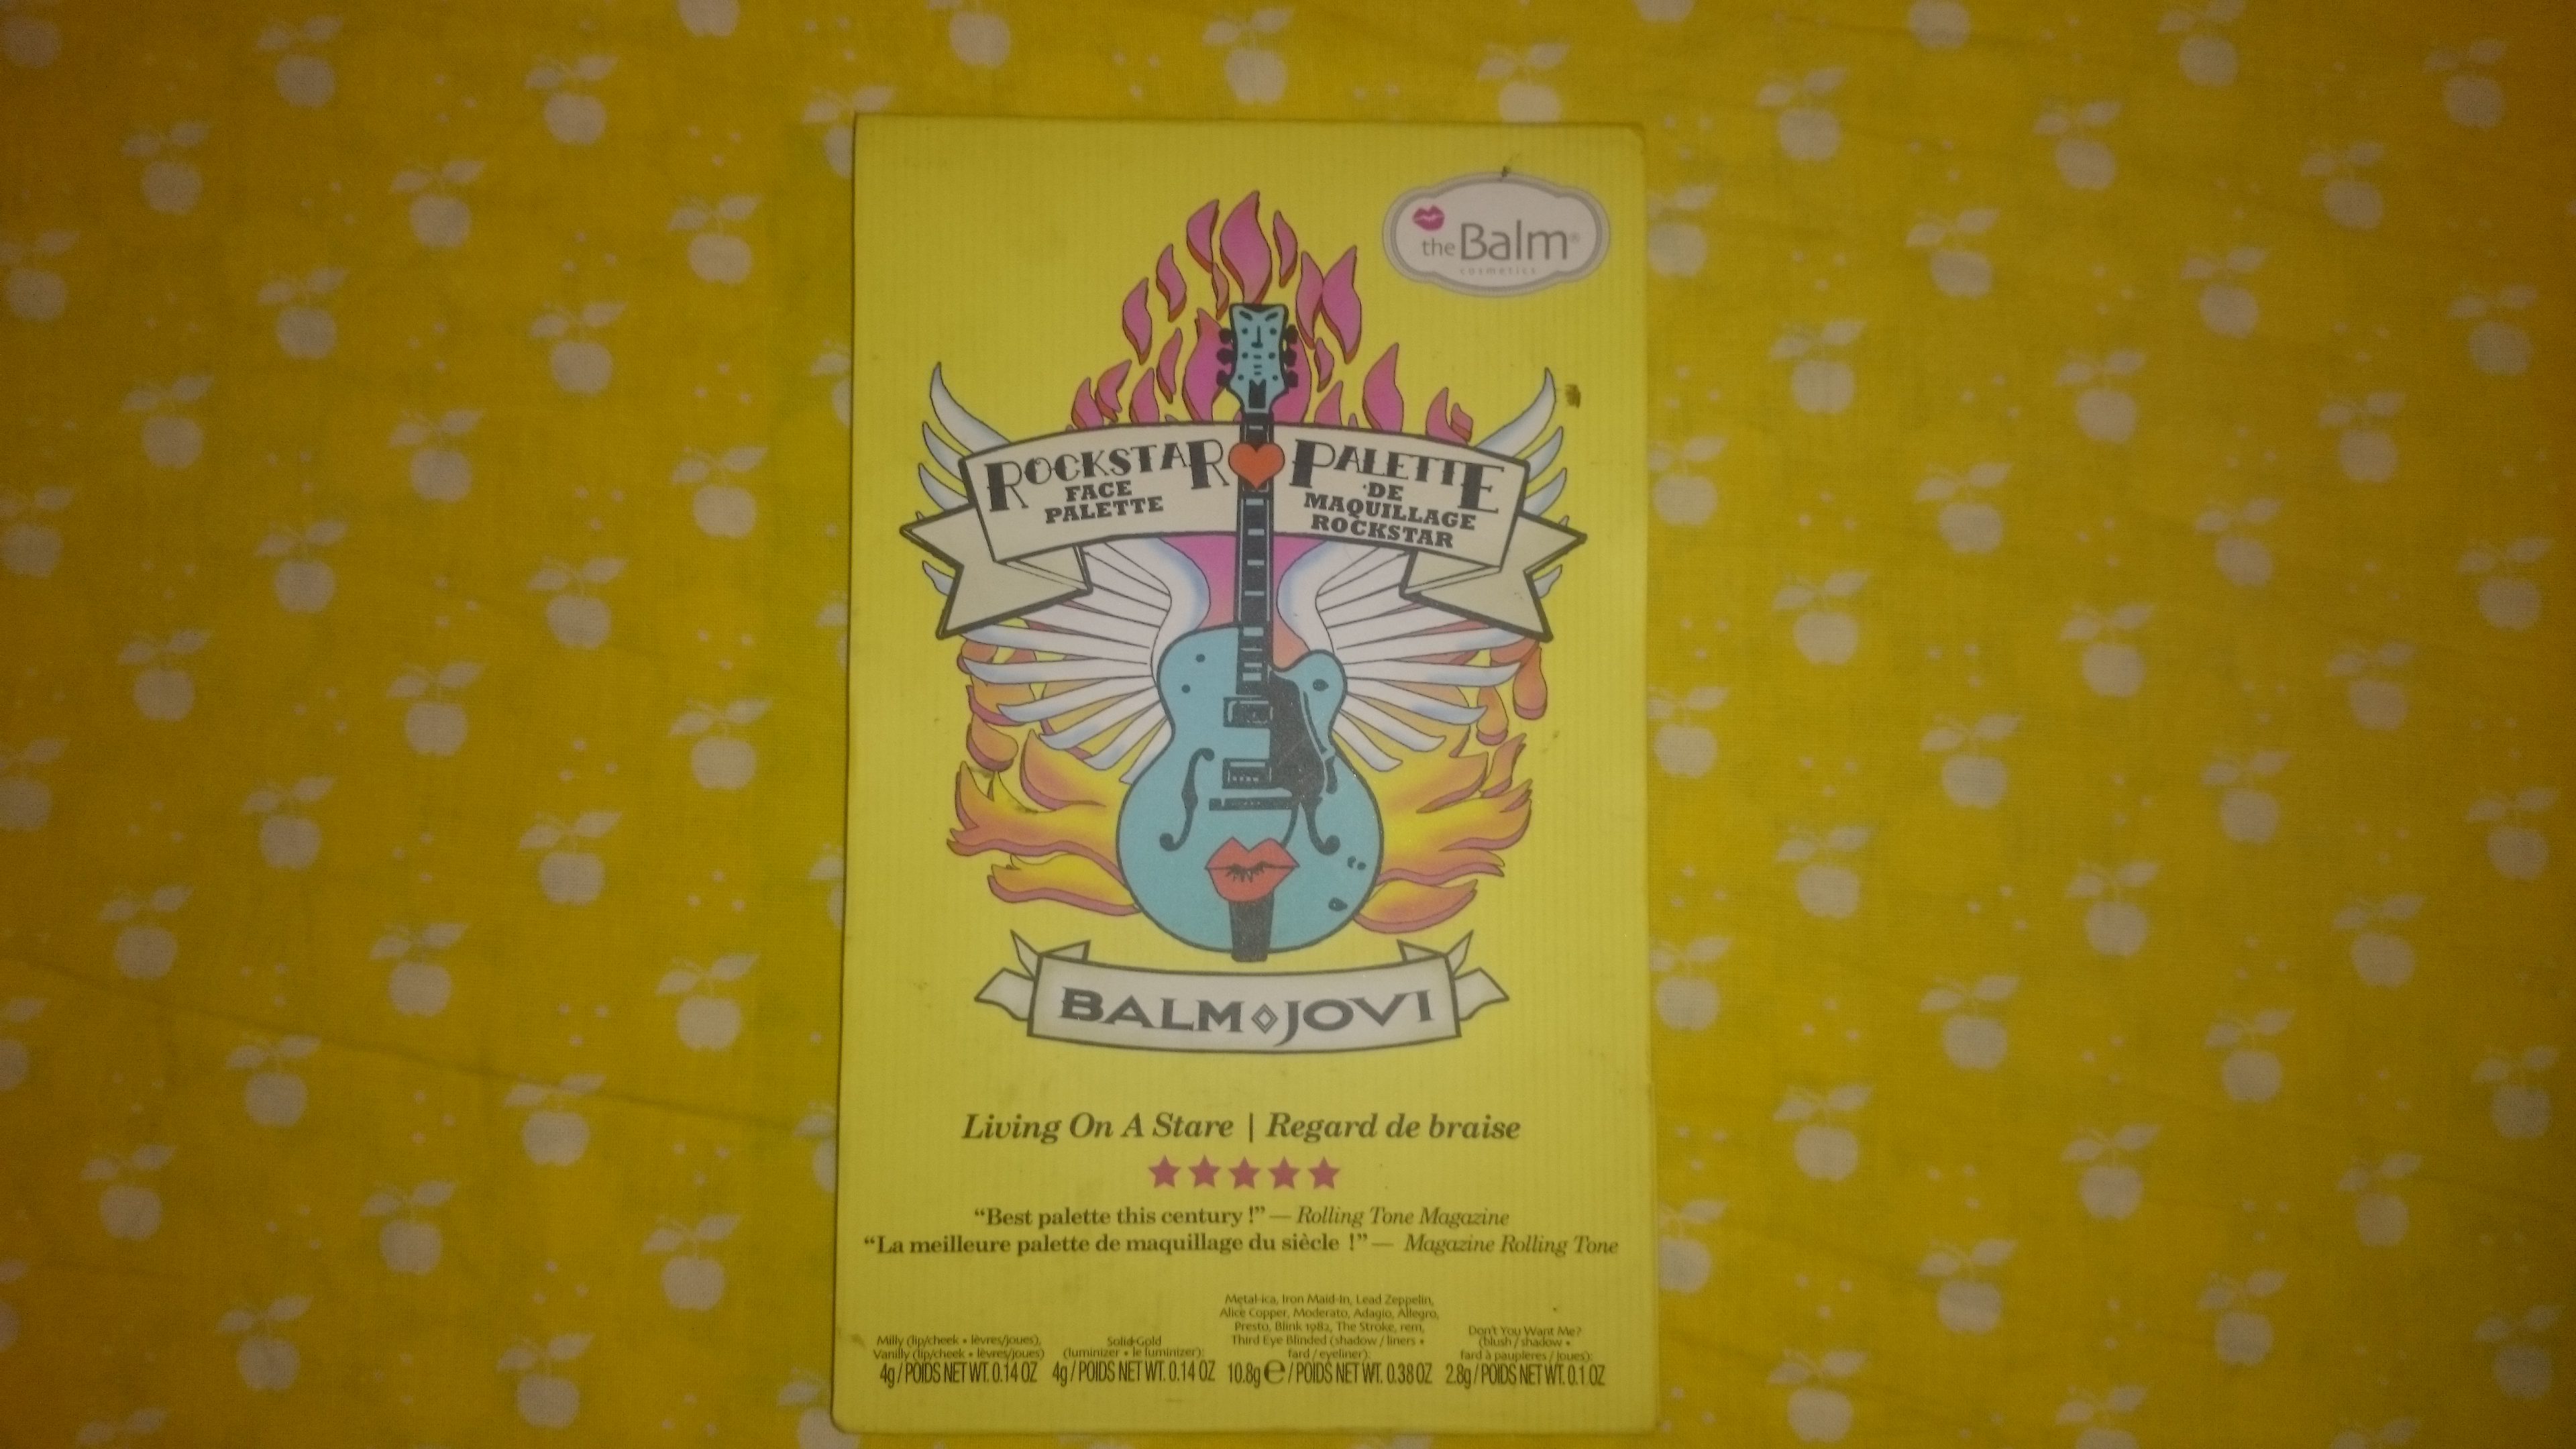 the Balm®
cosmetics
ROCKSTAR
FACE
PALETTE
PALETTE
DE
MAQUILLAGE
ROCKSTAR
BALM◇JOVI
Living On A Stare | Regard de braise
★★★★★
“Best palette this century !” — Rolling Tone Magazine
“La meilleure palette de maquillage du siècle !” — Magazine Rolling Tone
Milly (lip/cheek • lèvres/joues),
Vanilly (lip/cheek • lèvres/joues)
4g / POIDS NET WT. 0.14 OZ
Solid Gold
(luminizer • le luminizer):
4g / POIDS NET WT. 0.14 OZ
Metal-ica, Iron Maid-In, Lead Zeppelin,
Alice Copper, Moderato, Adagio, Allegro,
Presto, Blink 1982, The Stroke, rem,
Third Eye Blinded (shadow / liners •
fard / eyeliner):
10.8g ℮ / POIDS NET WT. 0.38 OZ
Don't You Want Me?
(blush / shadow •
fard à paupières / joues):
2.8g / POIDS NET WT. 0.1 OZ